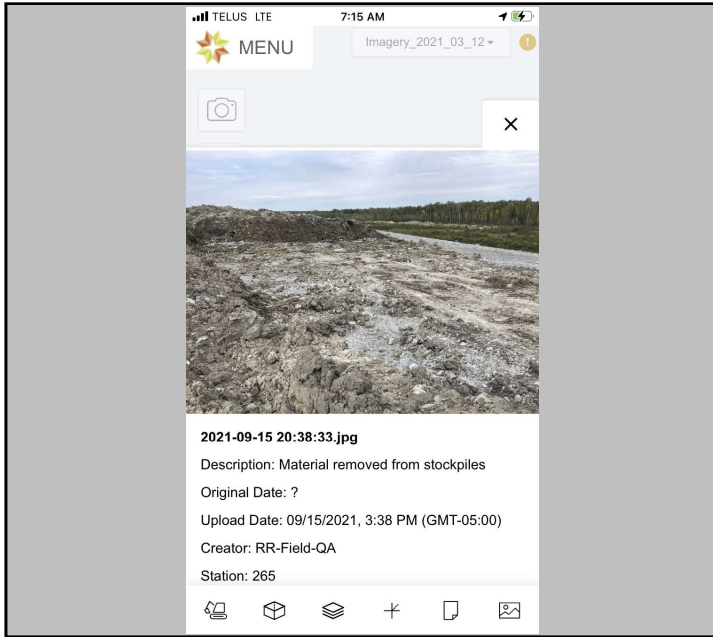 TELUS LTE 7:15 AM
MENU Imagery_2021_03_12
!
2021-09-15 20:38:33.jpg
Description: Material removed from stockpiles
Original Date: ?
Upload Date: 09/15/2021, 3:38 PM (GMT-05:00)
Creator: RR-Field-QA
Station: 265